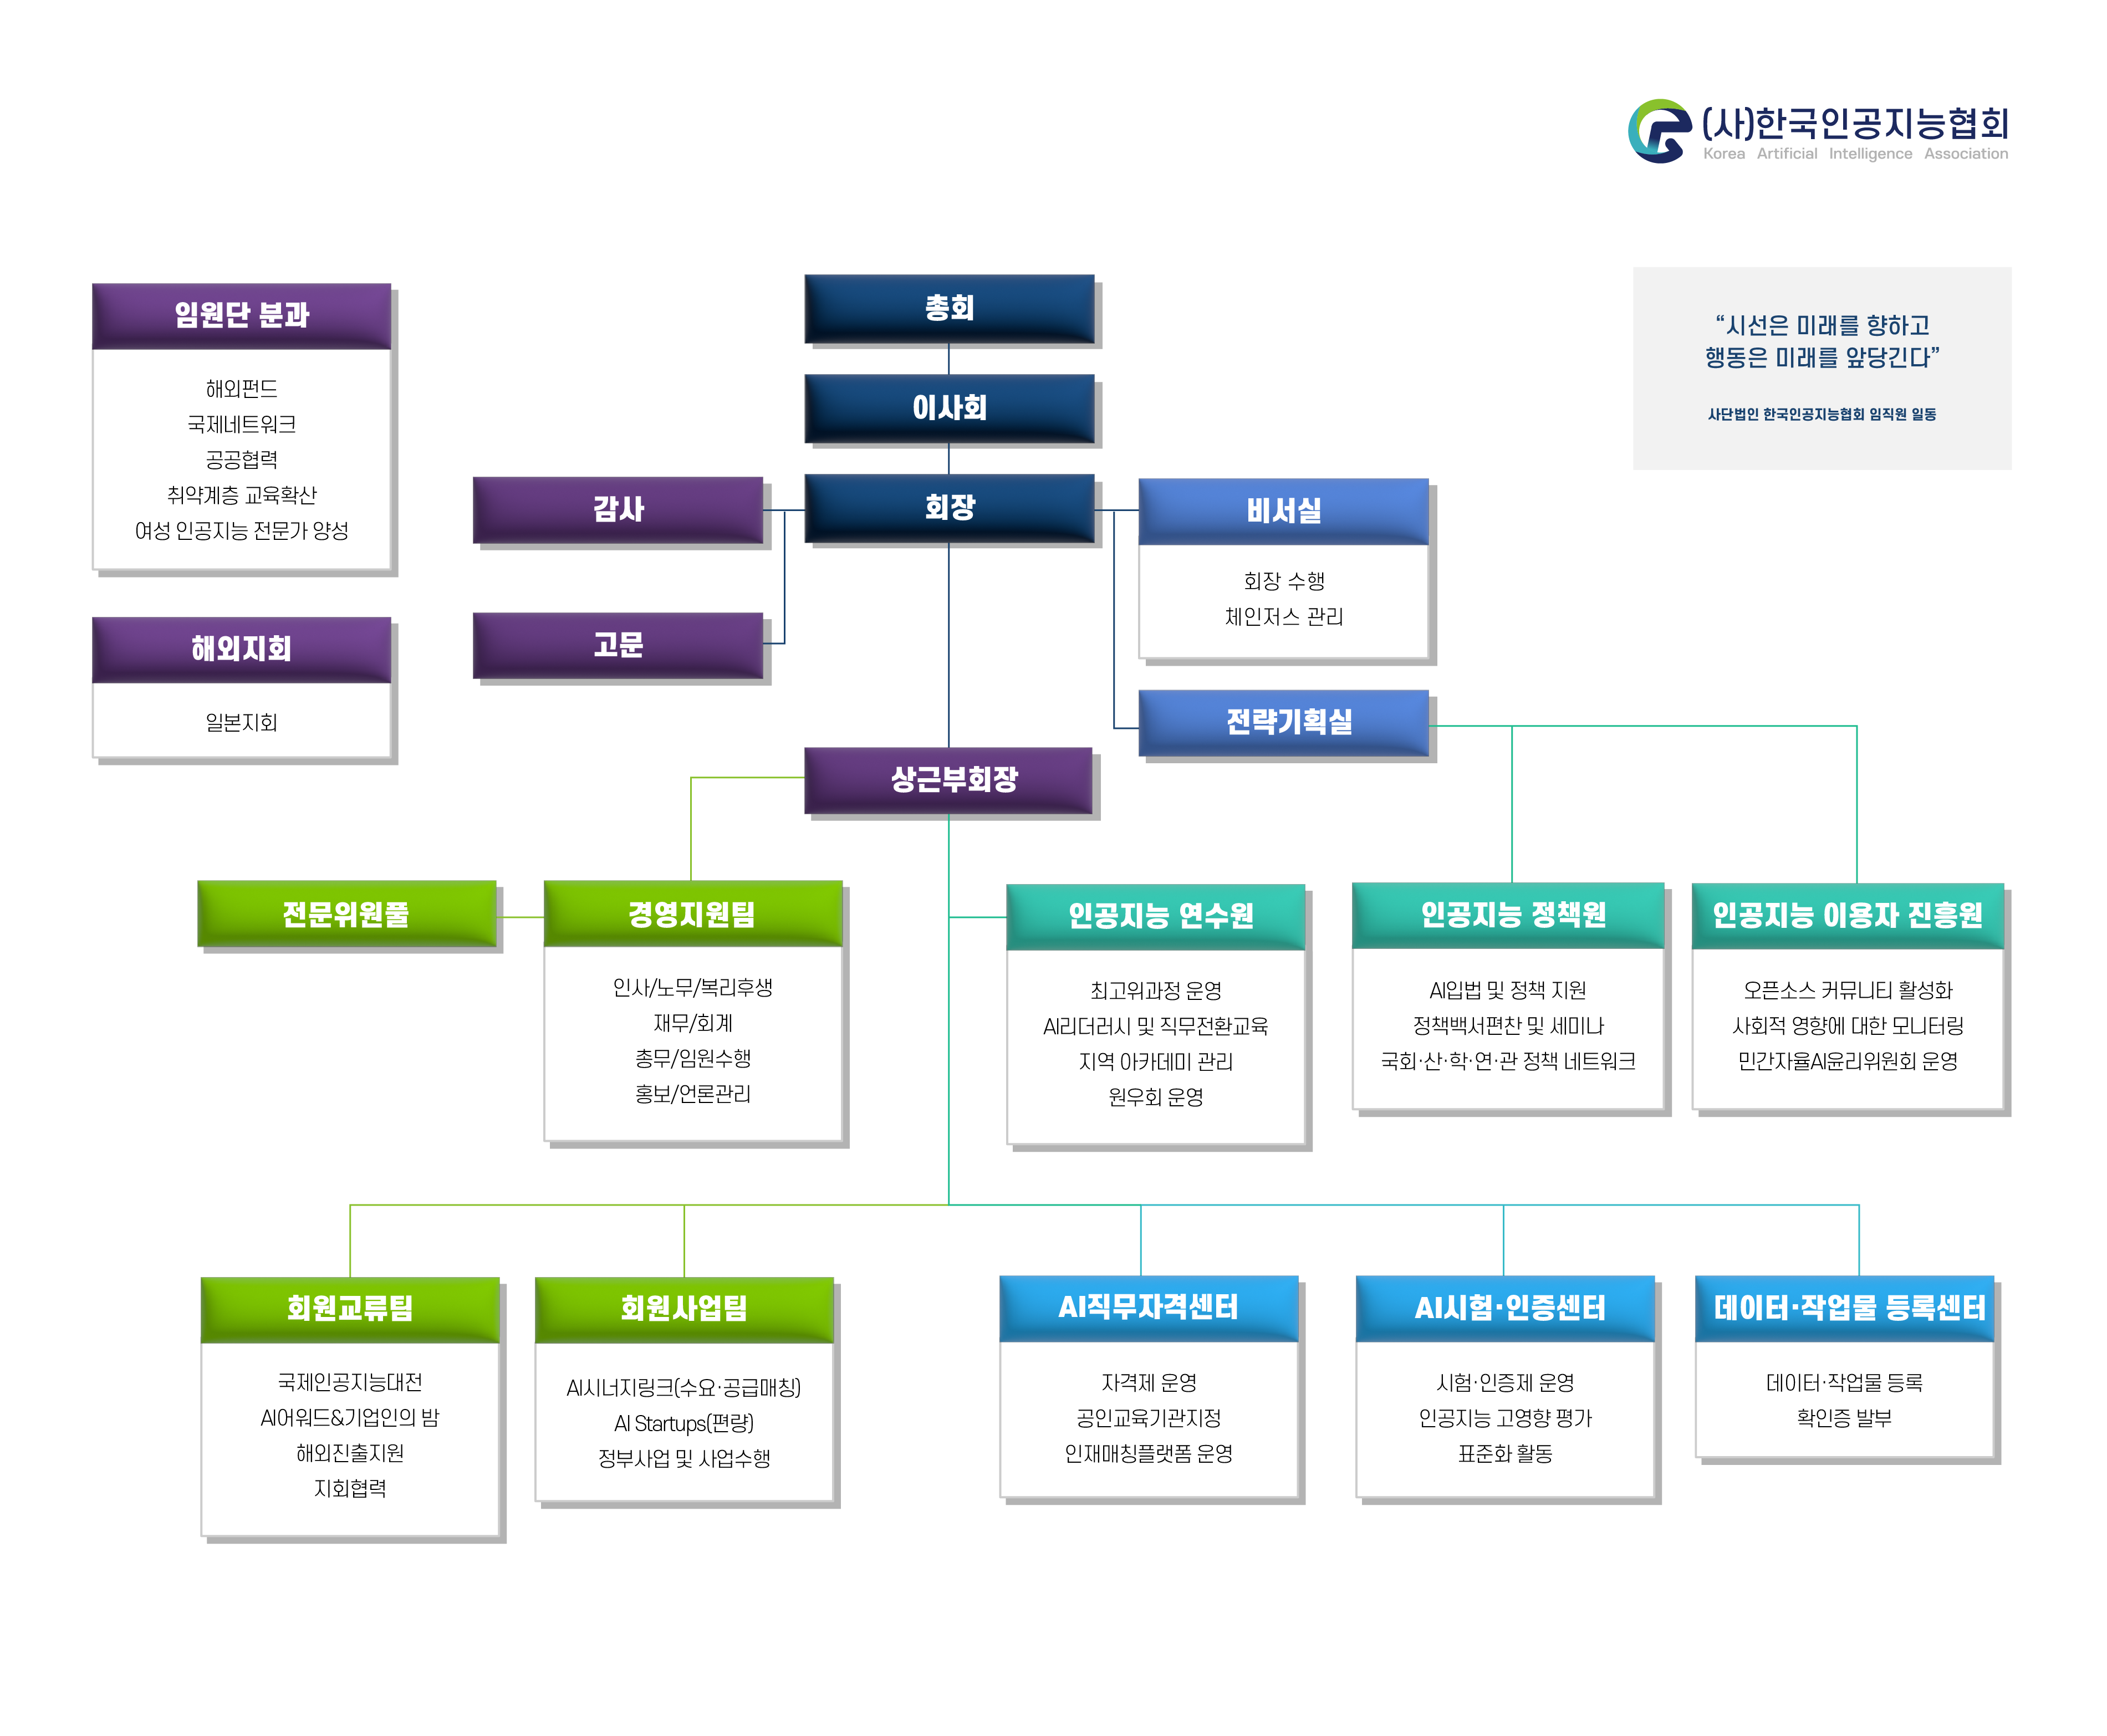 (사)한국인공지능협회
Korea Artificial Intelligence Association
“시선은 미래를 향하고
행동은 미래를 앞당긴다”
사단법인 한국인공지능협회 임직원 일동
임원단 분과
해외펀드
국제네트워크
공공협력
취약계층 교육확산
여성 인공지능 전문가 양성
해외지회
일본지회
총회
이사회
회장
감사
고문
비서실
회장 수행
체인저스 관리
전략기획실
상근부회장
전문위원풀
경영지원팀
인사/노무/복리후생
재무/회계
총무/임원수행
홍보/언론관리
인공지능 연수원
최고위과정 운영
AI리더러시 및 직무전환교육
지역 아카데미 관리
원우회 운영
인공지능 정책원
AI입법 및 정책 지원
정책백서편찬 및 세미나
국회·산·학·연·관 정책 네트워크
인공지능 이용자 진흥원
오픈소스 커뮤니티 활성화
사회적 영향에 대한 모니터링
민간자율AI윤리위원회 운영
회원교류팀
국제인공지능대전
AI어워드&기업인의 밤
해외진출지원
지회협력
회원사업팀
AI시너지링크(수요·공급매칭)
AI Startups(편량)
정부사업 및 사업수행
AI직무자격센터
자격제 운영
공인교육기관지정
인재매칭플랫폼 운영
AI시험·인증센터
시험·인증제 운영
인공지능 고영향 평가
표준화 활동
데이터·작업물 등록센터
데이터·작업물 등록
확인증 발부